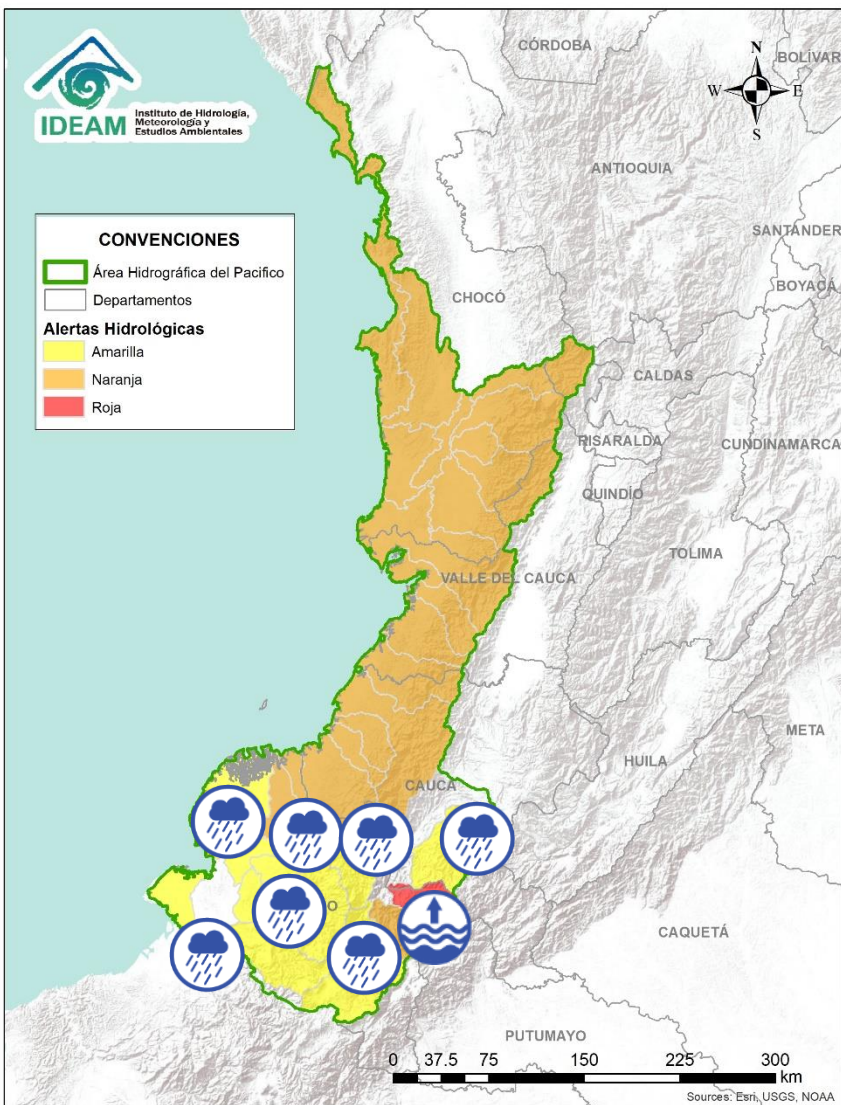 IDEAM
Instituto de Hidrología,
Meteorología y
Estudios Ambientales
N
W
E
S
CÓRDOBA
BOLÍVAR
ANTIOQUIA
SANTANDER
BOYACÁ
CHOCÓ
CALDAS
RISARALDA
CUNDINAMARCA
QUINDÍO
TOLIMA
VALLE DEL CAUCA
META
HUILA
CAUCA
CAQUETÁ
PUTUMAYO
CONVENCIONES
Área Hidrográfica del Pacifico
Departamentos
Alertas Hidrológicas
Amarilla
Naranja
Roja
0 37.5 75 150 225 300
km
Sources: Esri, USGS, NOAA